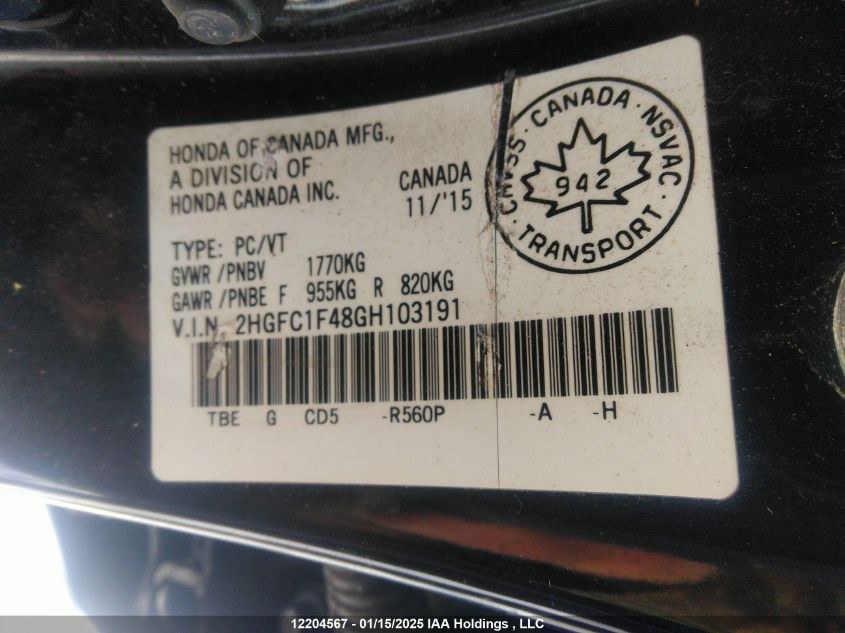 HONDA OF CANADA MFG.,
A DIVISION OF
HONDA CANADA INC.
CANADA
11/'15
TYPE: PC/VT
GVWR /PNBV 1770KG
GAWR /PNBE F 955KG R 820KG
V.I.N. 2HGFC1F48GH103191
TBE G CD5 -R560P -A -H
· CANADA ·
NSVAC
942
CMVSS
· TRANSPORT ·
12204567 - 01/15/2025 IAA Holdings , LLC